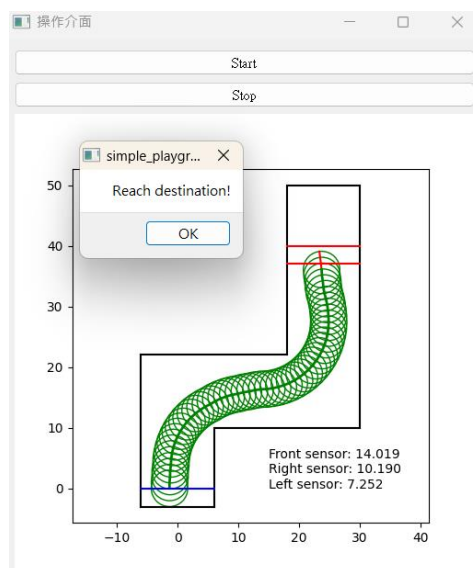 操作介面
Start
Stop
simple_playgr...
Reach destination!
OK
50
40
30
20
10
0
Front sensor: 14.019
Right sensor: 10.190
Left sensor: 7.252
−10 0 10 20 30 40